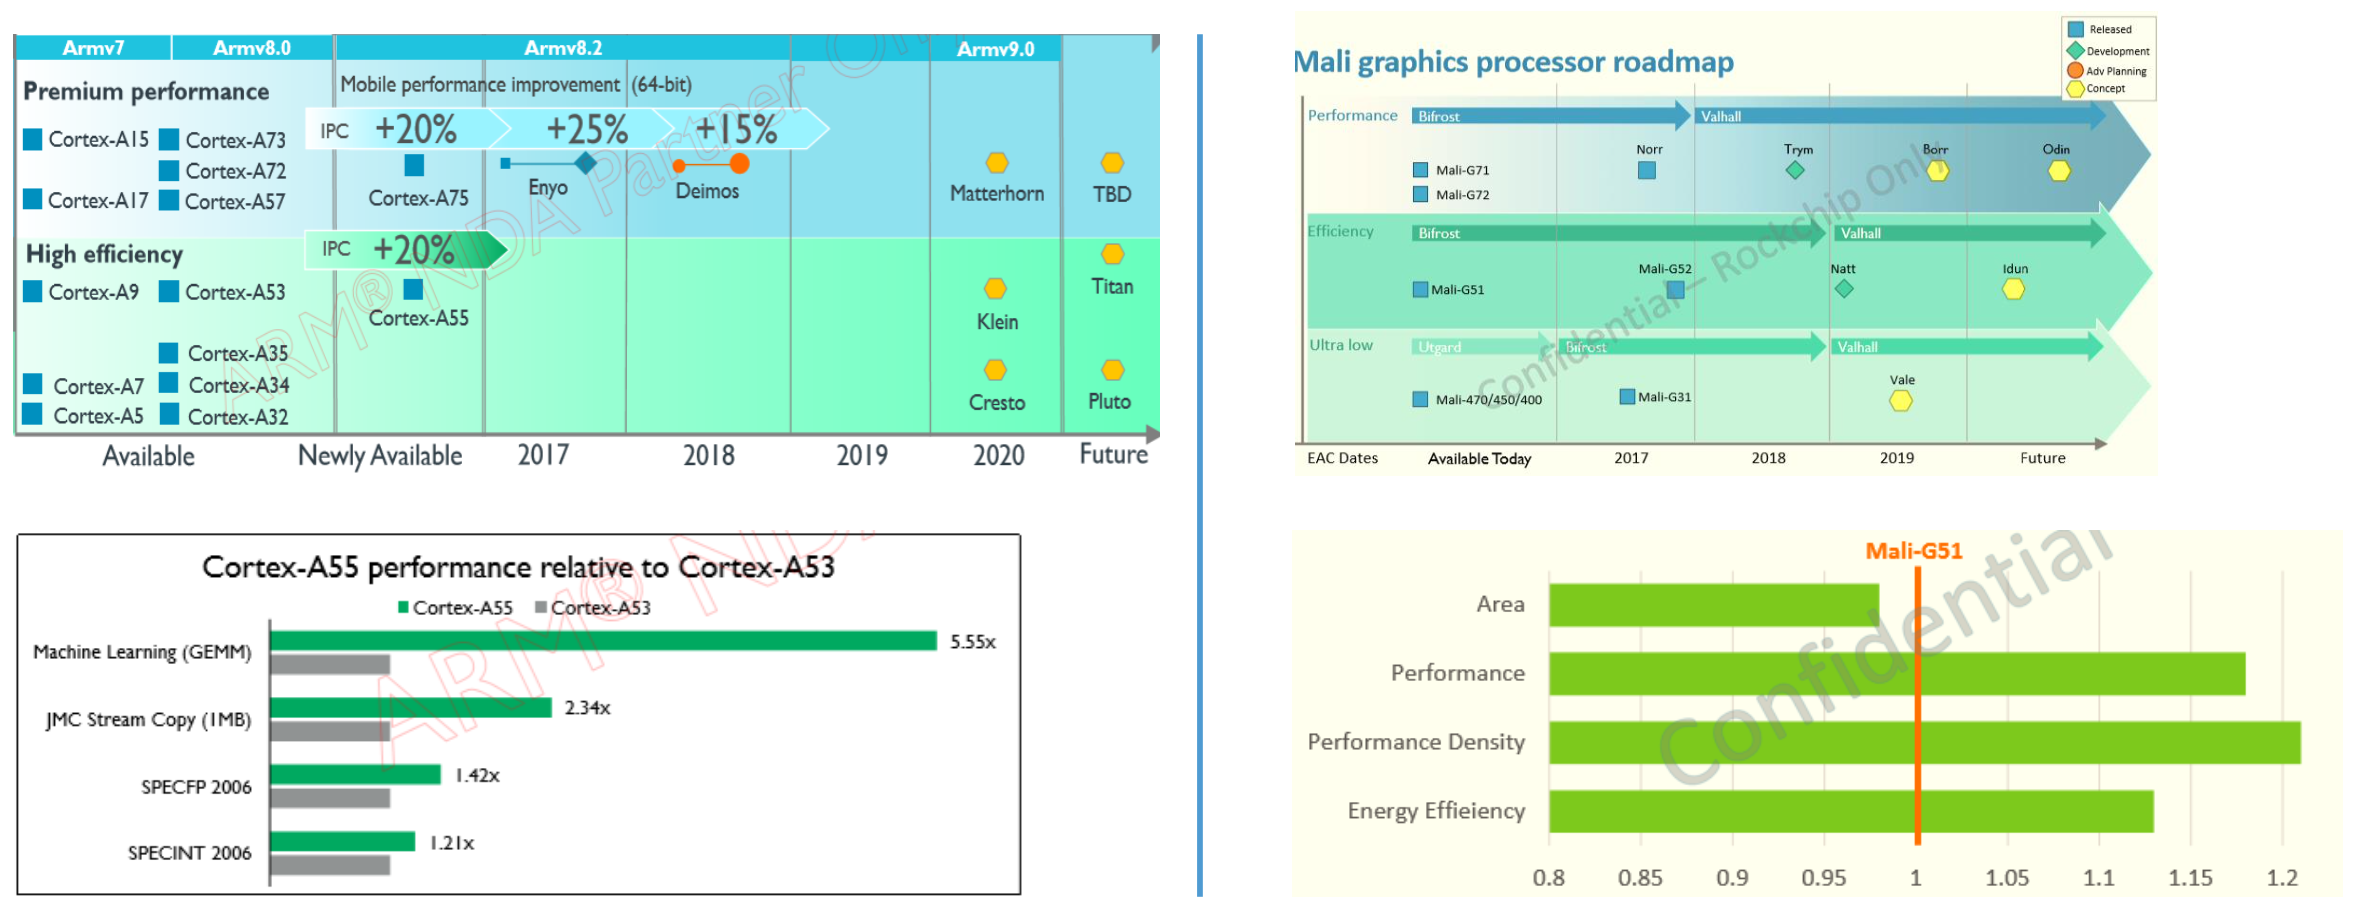 Armv7 Armv8.0 Armv8.2 Armv9.0
Premium performance
Mobile performance improvement (64-bit)
IPC +20% +25% +15%
Cortex-A15 Cortex-A73
Cortex-A72
Cortex-A17 Cortex-A57
Cortex-A75
Enyo
Deimos
Matterhorn
TBD
High efficiency
IPC +20%
Cortex-A9 Cortex-A53
Cortex-A55
Klein
Titan
Cortex-A35
Cortex-A7 Cortex-A34
Cortex-A5 Cortex-A32
Cresto
Pluto
Available Newly Available 2017 2018 2019 2020 Future
ARM® NDA Partner
Cortex-A55 performance relative to Cortex-A53
Cortex-A55 Cortex-A53
Machine Learning (GEMM) 5.55x
JMC Stream Copy (1MB) 2.34x
SPECFP 2006 1.42x
SPECINT 2006 1.21x
ARM®
Mali graphics processor roadmap
Released
Development
Adv Planning
Concept
Performance Bifrost Valhall
Norr Trym Borr Odin
Mali-G71
Mali-G72
Efficiency Bifrost Valhall
Mali-G52 Natt Idun
Mali-G51
Ultra low Utgard Bifrost Valhall
Vale
Mali-470/450/400 Mali-G31
EAC Dates Available Today 2017 2018 2019 Future
Confidential – Rockchip Only
Mali-G51
Area
Performance
Performance Density
Energy Effieiency
0.8 0.85 0.9 0.95 1 1.05 1.1 1.15 1.2
Confidential